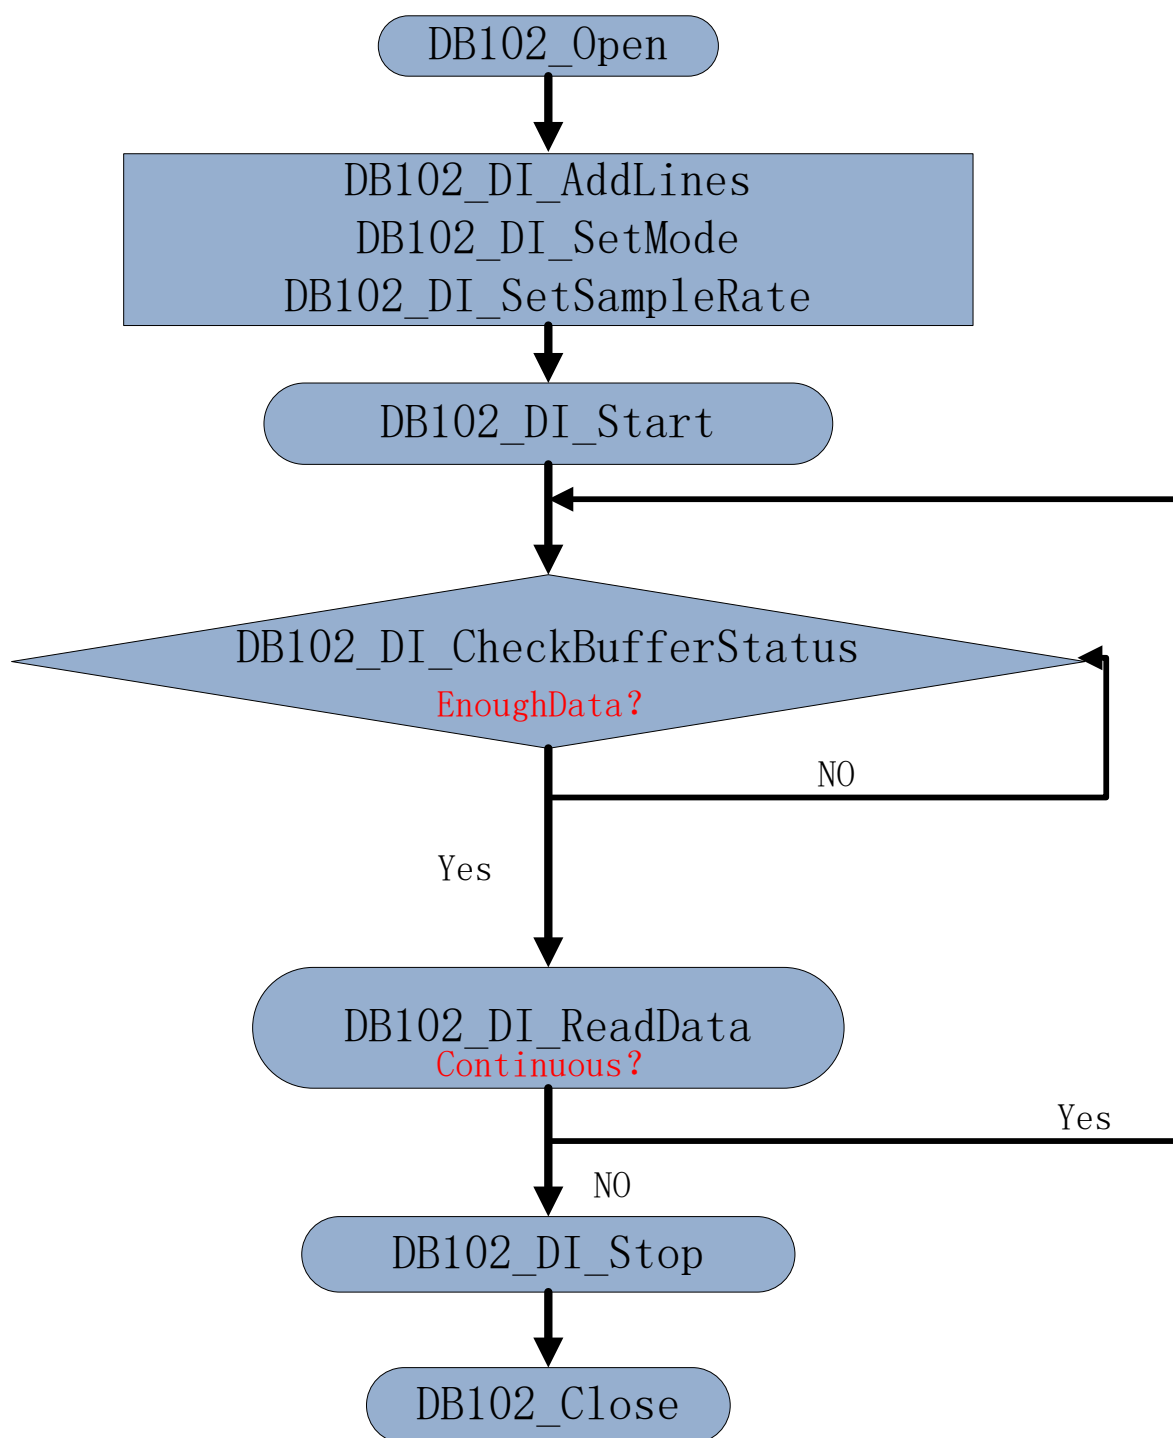 DB102_Open
DB102_DI_AddLines
DB102_DI_SetMode
DB102_DI_SetSampleRate
DB102_DI_Start
DB102_DI_CheckBufferStatus
EnoughData?
NO
Yes
DB102_DI_ReadData
Continuous?
Yes
NO
DB102_DI_Stop
DB102_Close